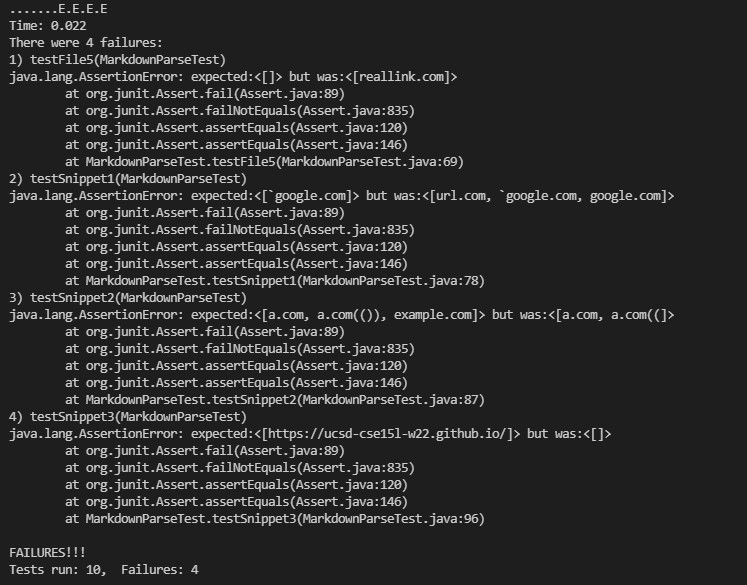 .......E.E.E.E
Time: 0.022
There were 4 failures:
1) testFile5(MarkdownParseTest)
java.lang.AssertionError: expected:<[]> but was:<[reallink.com]>
        at org.junit.Assert.fail(Assert.java:89)
        at org.junit.Assert.failNotEquals(Assert.java:835)
        at org.junit.Assert.assertEquals(Assert.java:120)
        at org.junit.Assert.assertEquals(Assert.java:146)
        at MarkdownParseTest.testFile5(MarkdownParseTest.java:69)
2) testSnippet1(MarkdownParseTest)
java.lang.AssertionError: expected:<[`google.com]> but was:<[url.com, `google.com, google.com]>
        at org.junit.Assert.fail(Assert.java:89)
        at org.junit.Assert.failNotEquals(Assert.java:835)
        at org.junit.Assert.assertEquals(Assert.java:120)
        at org.junit.Assert.assertEquals(Assert.java:146)
        at MarkdownParseTest.testSnippet1(MarkdownParseTest.java:78)
3) testSnippet2(MarkdownParseTest)
java.lang.AssertionError: expected:<[a.com, a.com(()), example.com]> but was:<[a.com, a.com((]>
        at org.junit.Assert.fail(Assert.java:89)
        at org.junit.Assert.failNotEquals(Assert.java:835)
        at org.junit.Assert.assertEquals(Assert.java:120)
        at org.junit.Assert.assertEquals(Assert.java:146)
        at MarkdownParseTest.testSnippet2(MarkdownParseTest.java:87)
4) testSnippet3(MarkdownParseTest)
java.lang.AssertionError: expected:<[https://ucsd-cse15l-w22.github.io/]> but was:<[]>
        at org.junit.Assert.fail(Assert.java:89)
        at org.junit.Assert.failNotEquals(Assert.java:835)
        at org.junit.Assert.assertEquals(Assert.java:120)
        at org.junit.Assert.assertEquals(Assert.java:146)
        at MarkdownParseTest.testSnippet3(MarkdownParseTest.java:96)

FAILURES!!!
Tests run: 10,  Failures: 4